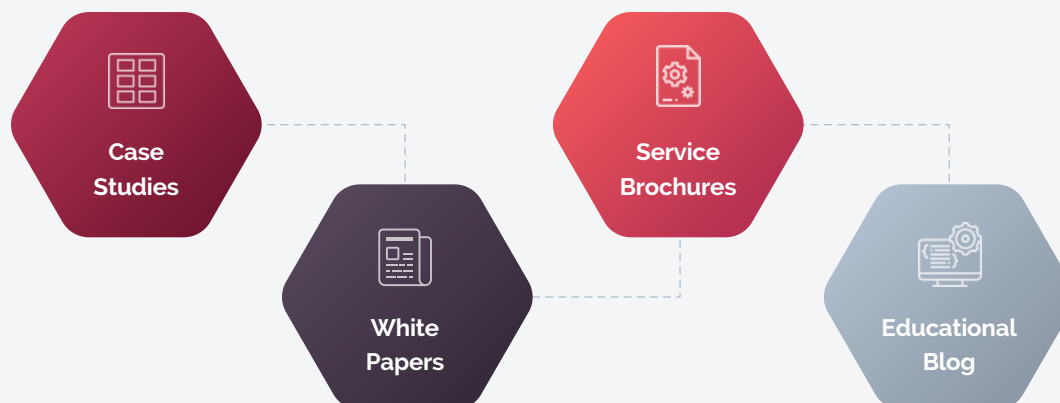 Case
Studies
White
Papers
Service
Brochures
Educational
Blog